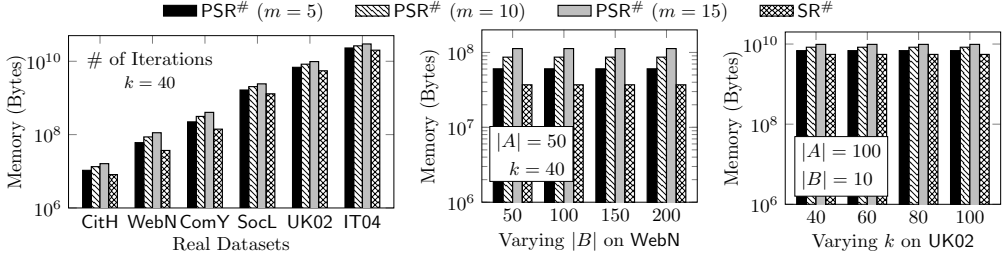 PSR# (m = 5) PSR# (m = 10) PSR# (m = 15) SR#
Memory (Bytes)
10^10
10^8
10^6
# of Iterations
k = 40
CitH WebN ComY SocL UK02 IT04
Real Datasets
Memory (Bytes)
10^8
10^7
10^6
|A| = 50
k = 40
50 100 150 200
Varying |B| on WebN
Memory (Bytes)
10^10
10^8
10^6
|A| = 100
|B| = 10
40 60 80 100
Varying k on UK02